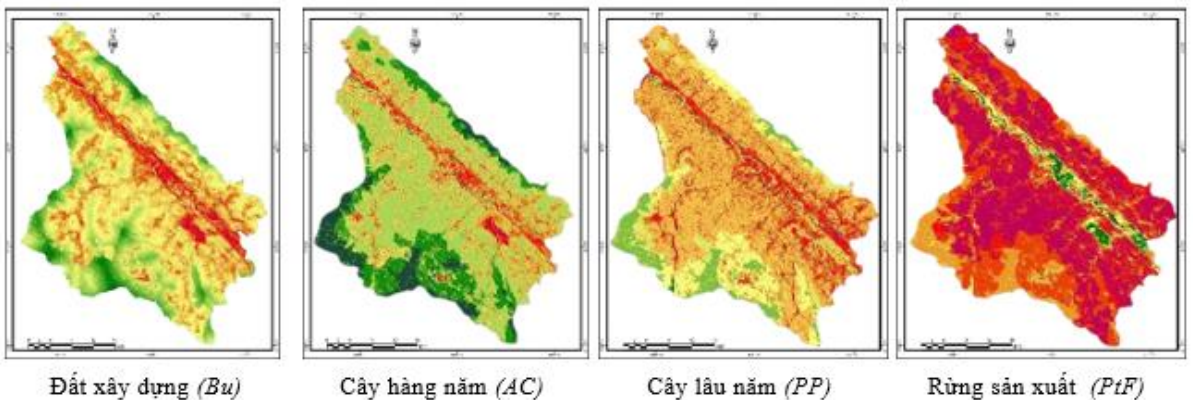 Đất xây dựng (Bu)
Cây hàng năm (AC)
Cây lâu năm (PP)
Rừng sản xuất (PtF)